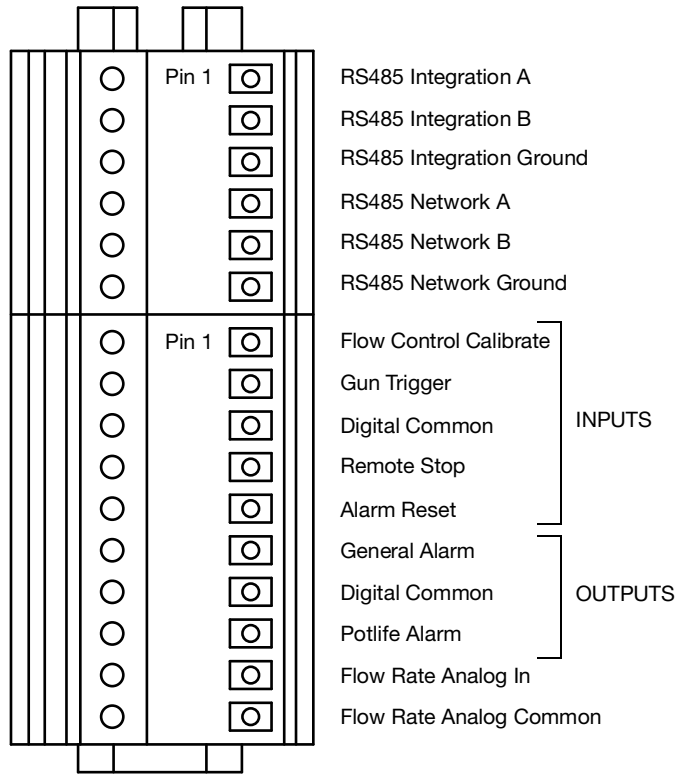 Pin 1 RS485 Integration A
RS485 Integration B
RS485 Integration Ground
RS485 Network A
RS485 Network B
RS485 Network Ground
Pin 1 Flow Control Calibrate
Gun Trigger
Digital Common
Remote Stop
Alarm Reset
INPUTS
General Alarm
Digital Common
Potlife Alarm
OUTPUTS
Flow Rate Analog In
Flow Rate Analog Common